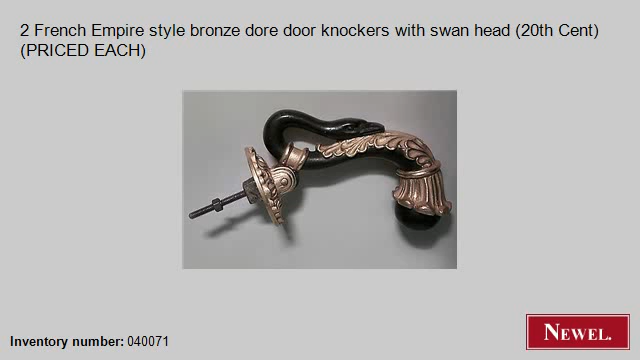 2 French Empire style bronze dore door knockers with swan head (20th Cent)
(PRICED EACH)
Inventory number: 040071
NEWEL.